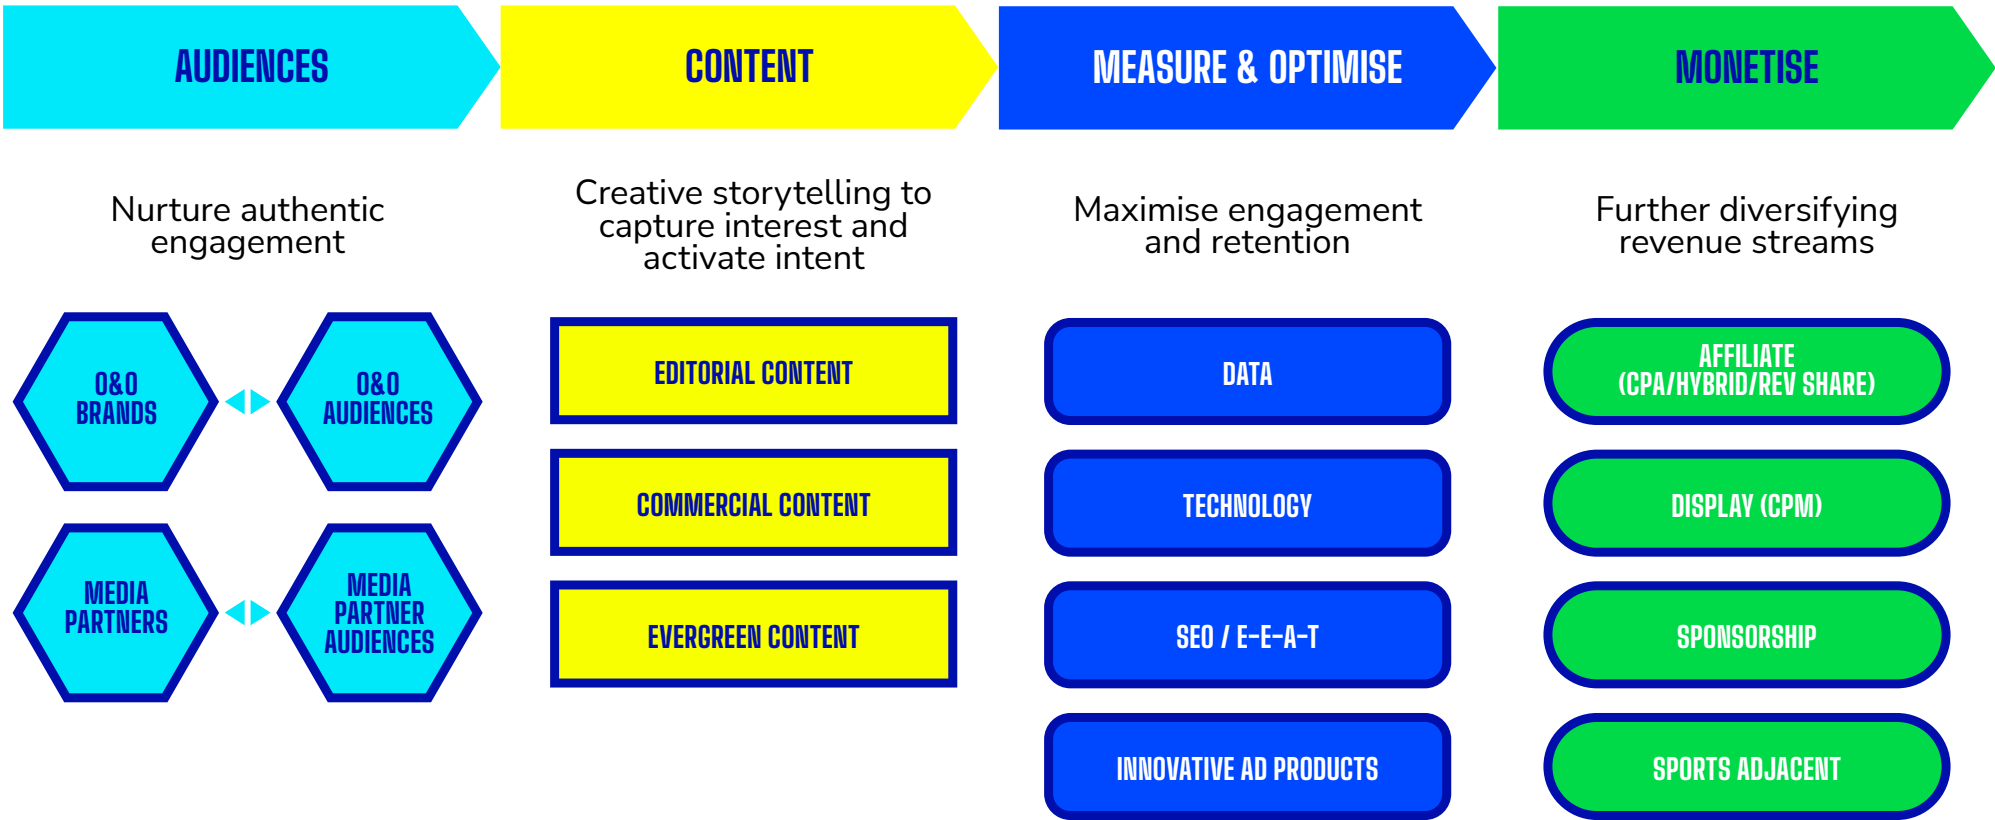 AUDIENCES
CONTENT
MEASURE & OPTIMISE
MONETISE
Nurture authentic
engagement
Creative storytelling to
capture interest and
activate intent
Maximise engagement
and retention
Further diversifying
revenue streams
O&O
BRANDS
O&O
AUDIENCES
MEDIA
PARTNERS
MEDIA
PARTNER
AUDIENCES
EDITORIAL CONTENT
COMMERCIAL CONTENT
EVERGREEN CONTENT
DATA
TECHNOLOGY
SEO / E-E-A-T
INNOVATIVE AD PRODUCTS
AFFILIATE
(CPA/HYBRID/REV SHARE)
DISPLAY (CPM)
SPONSORSHIP
SPORTS ADJACENT